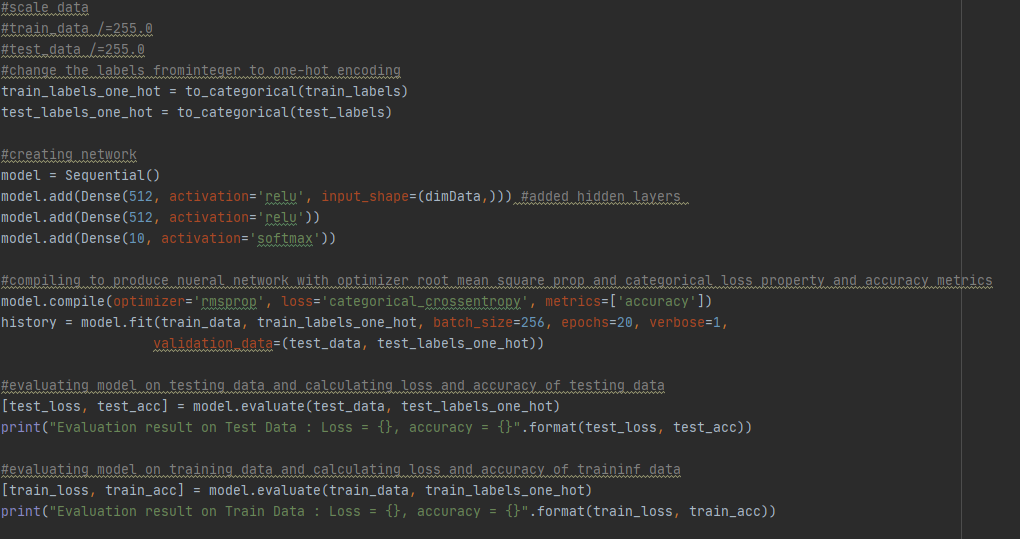 #scale data
#train_data /=255.0
#test_data /=255.0
#change the labels frominteger to one-hot encoding
train_labels_one_hot = to_categorical(train_labels)
test_labels_one_hot = to_categorical(test_labels)
#creating network
model = Sequential()
model.add(Dense(512, activation='relu', input_shape=(dimData,))) #added hidden layers
model.add(Dense(512, activation='relu'))
model.add(Dense(10, activation='softmax'))
#compiling to produce nueral network with optimizer root mean square prop and categorical loss property and accuracy metrics
model.compile(optimizer='rmsprop', loss='categorical_crossentropy', metrics=['accuracy'])
history = model.fit(train_data, train_labels_one_hot, batch_size=256, epochs=20, verbose=1,
validation_data=(test_data, test_labels_one_hot))
#evaluating model on testing data and calculating loss and accuracy of testing data
[test_loss, test_acc] = model.evaluate(test_data, test_labels_one_hot)
print("Evaluation result on Test Data : Loss = {}, accuracy = {}".format(test_loss, test_acc))
#evaluating model on training data and calculating loss and accuracy of traininf data
[train_loss, train_acc] = model.evaluate(train_data, train_labels_one_hot)
print("Evaluation result on Train Data : Loss = {}, accuracy = {}".format(train_loss, train_acc))